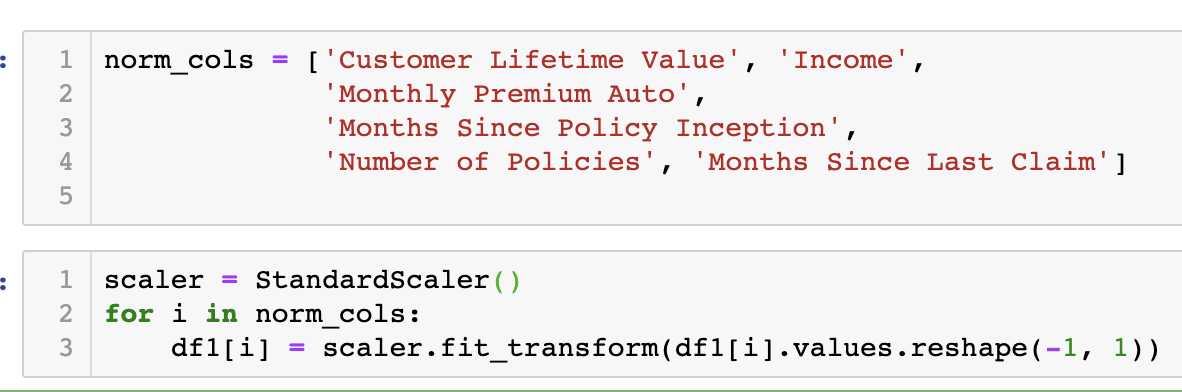 1 norm_cols = ['Customer Lifetime Value', 'Income',
2              'Monthly Premium Auto',
3              'Months Since Policy Inception',
4              'Number of Policies', 'Months Since Last Claim']
5
1 scaler = StandardScaler()
2 for i in norm_cols:
3     df1[i] = scaler.fit_transform(df1[i].values.reshape(-1, 1))